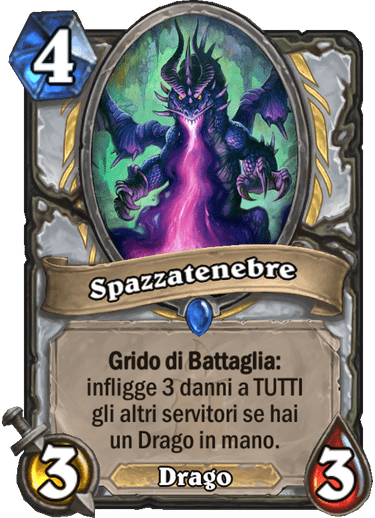 4
Spazzatenebre
Grido di Battaglia:
infligge 3 danni a TUTTI
gli altri servitori se hai
un Drago in mano.
3
Drago
3